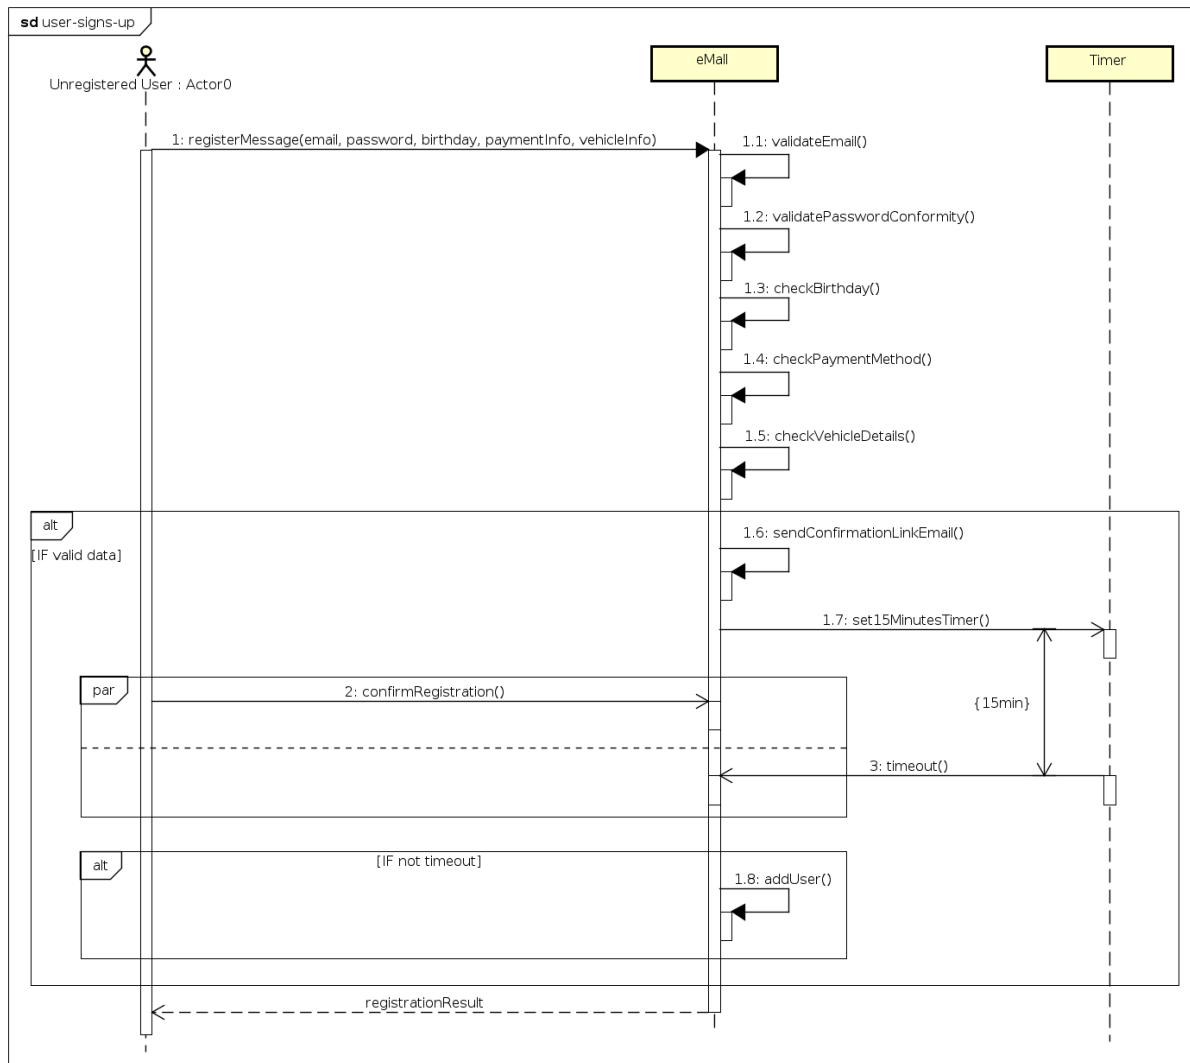 sd user-signs-up
Unregistered User : Actor0
eMall
Timer
1: registerMessage(email, password, birthday, paymentInfo, vehicleInfo)
1.1: validateEmail()
1.2: validatePasswordConformity()
1.3: checkBirthday()
1.4: checkPaymentMethod()
1.5: checkVehicleDetails()
alt
[IF valid data]
1.6: sendConfirmationLinkEmail()
1.7: set15MinutesTimer()
par
2: confirmRegistration()
{15min}
3: timeout()
alt
[IF not timeout]
1.8: addUser()
registrationResult